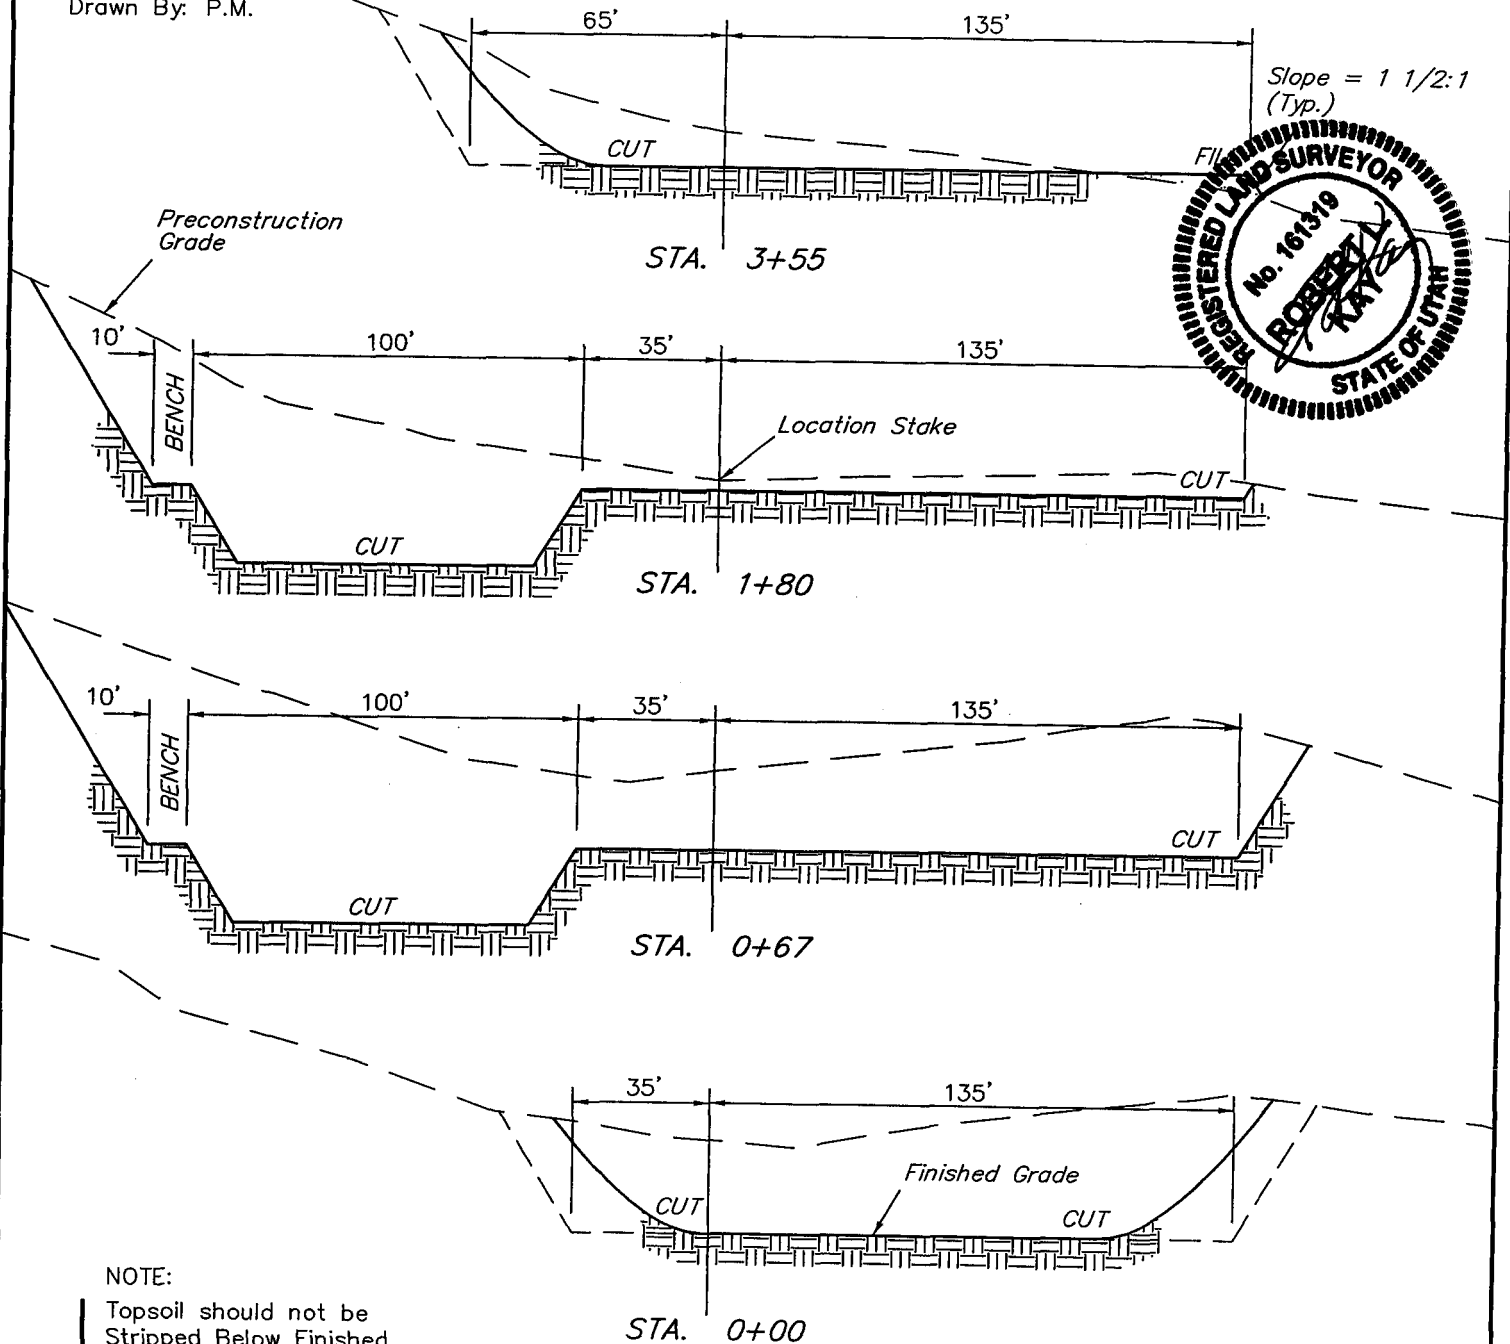 Drawn By: P.M.
65'
135'
Slope = 1 1/2:1
(Typ.)
CUT
REGISTERED LAND SURVEYOR
No. 161319
ROBERT L.
KAY
STATE OF UTAH
STA. 3+55
Preconstruction
Grade
10'
100'
35'
135'
BENCH
Location Stake
CUT
CUT
STA. 1+80
10'
100'
35'
135'
BENCH
CUT
CUT
STA. 0+67
35'
135'
Finished Grade
CUT
CUT
NOTE:
Topsoil should not be
Stripped Below Finished
STA. 0+00